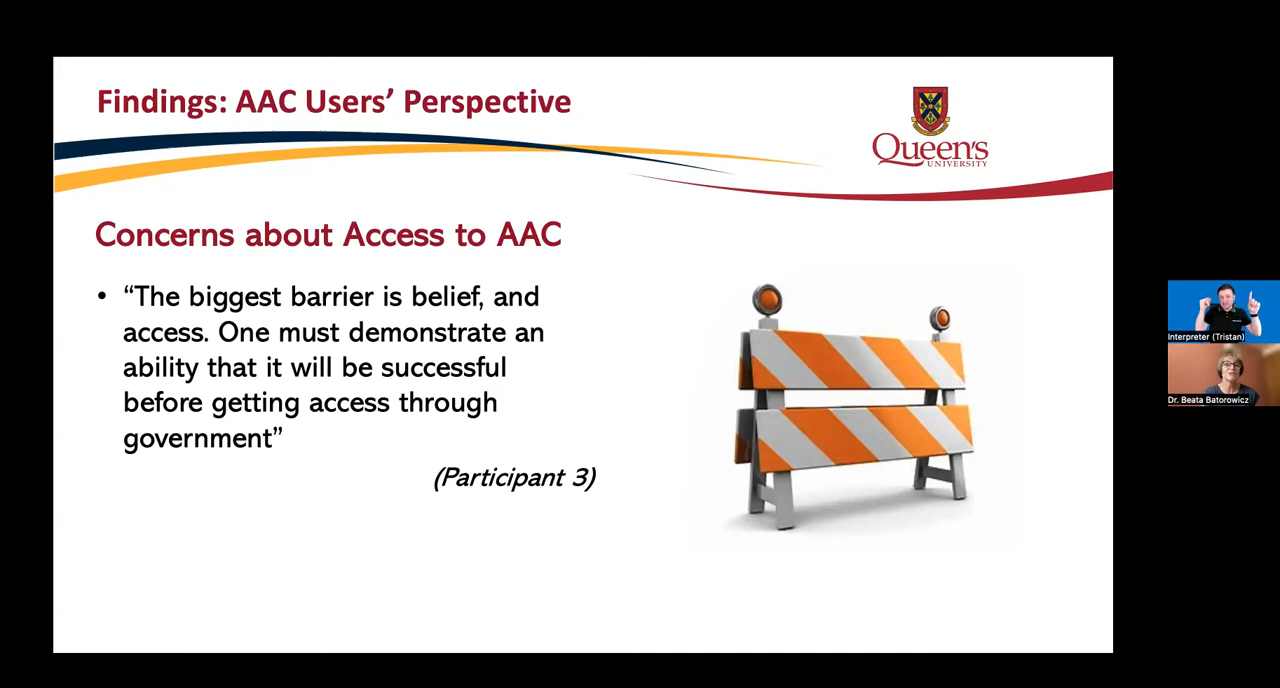 Findings: AAC Users’ Perspective
Queen's
UNIVERSITY
Concerns about Access to AAC
• “The biggest barrier is belief, and
access. One must demonstrate an
ability that it will be successful
before getting access through
government”
(Participant 3)
Interpreter (Tristan)
Dr. Beata Batorowicz